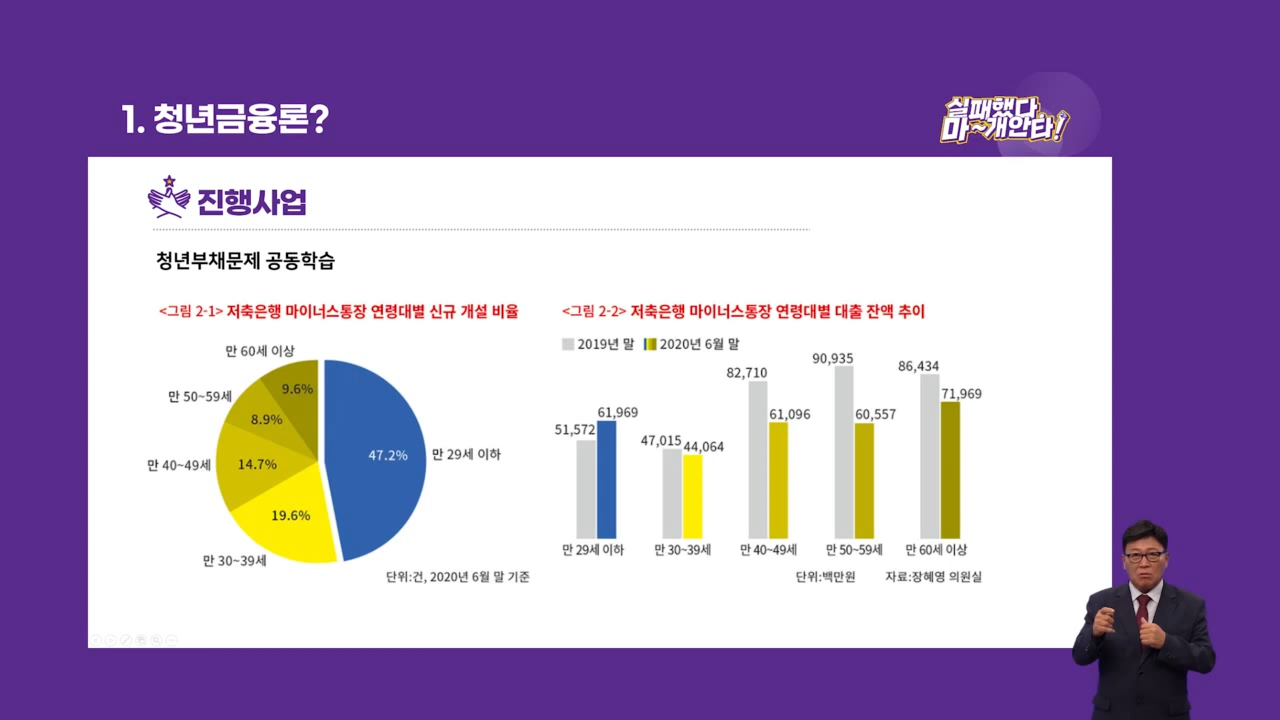 1. 청년금융론?
실패했다
마~개안타!
진행사업
청년부채문제 공동학습
<그림 2-1> 저축은행 마이너스통장 연령대별 신규 개설 비율
만 60세 이상
9.6%
만 50~59세
8.9%
만 40~49세
14.7%
47.2%
만 29세 이하
19.6%
만 30~39세
단위:건, 2020년 6월 말 기준
<그림 2-2> 저축은행 마이너스통장 연령대별 대출 잔액 추이
2019년 말
2020년 6월 말
51,572
61,969
47,015
44,064
82,710
61,096
90,935
60,557
86,434
71,969
만 29세 이하
만 30~39세
만 40~49세
만 50~59세
만 60세 이상
단위:백만원
자료:장혜영 의원실